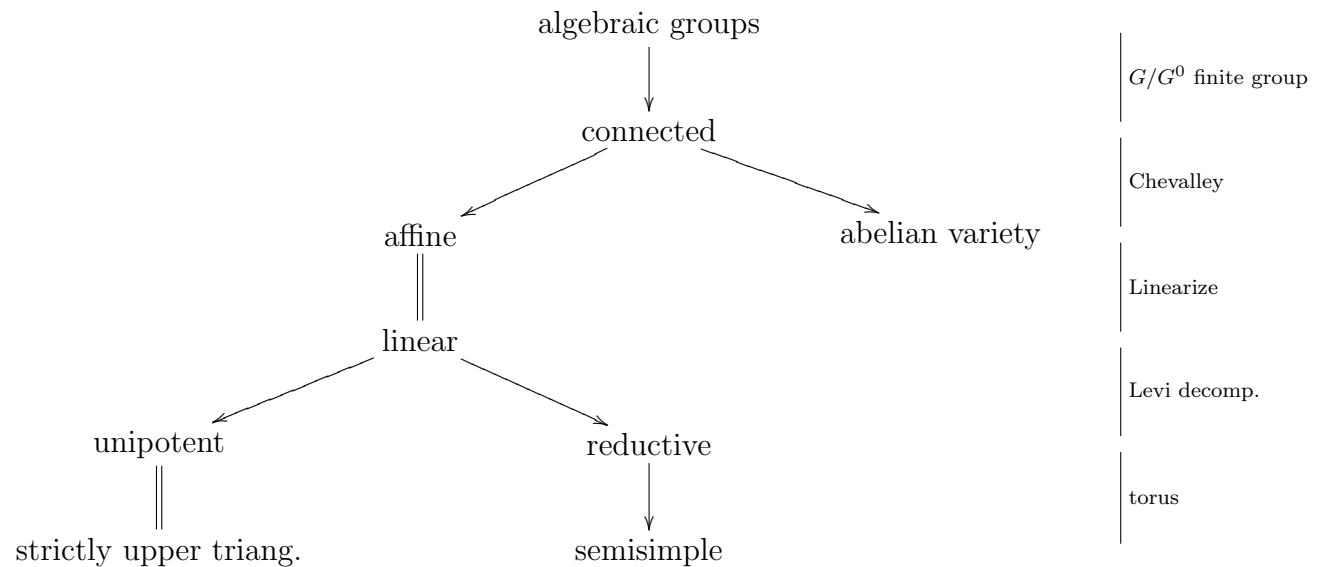 algebraic groups
G/G⁰ finite group
connected
Chevalley
affine
abelian variety
Linearize
linear
Levi decomp.
unipotent
reductive
torus
strictly upper triang.
semisimple